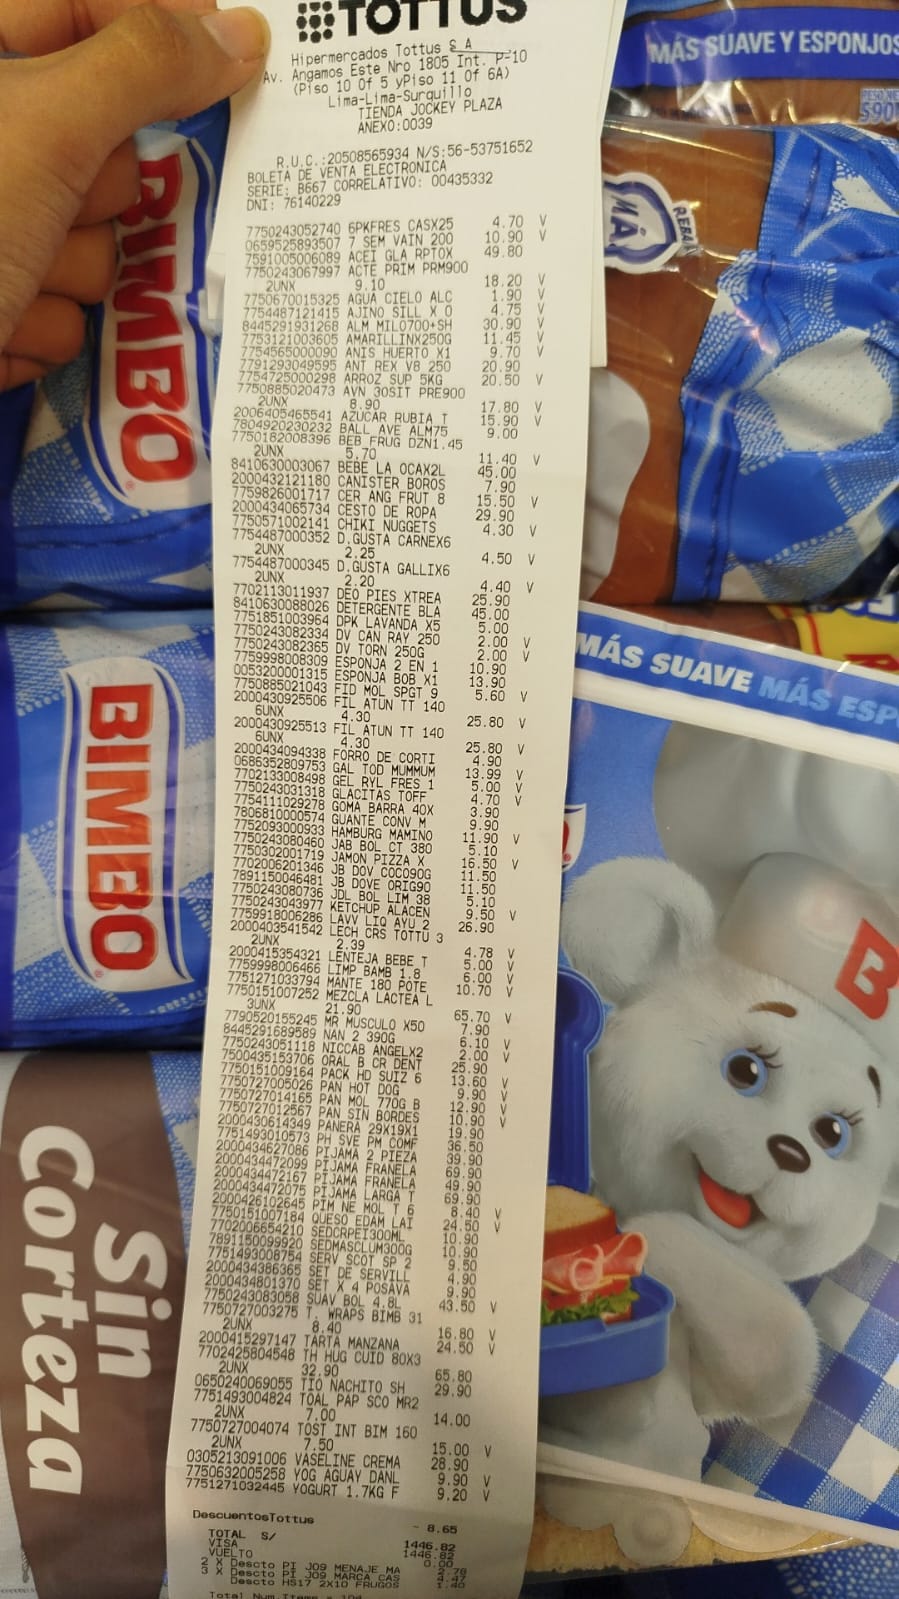 TOTTUS
Hipermercados Tottus S A
Av. Angamos Este Nro 1805 Int. P-10
(Piso 10 Of 5 yPiso 11 Of 6A)
Lima-Lima-Surquillo
TIENDA JOCKEY PLAZA
ANEXO:0039
R.U.C.:20508565934 N/S:56-53751652
BOLETA DE VENTA ELECTRONICA
SERIE: B667 CORRELATIVO: 00435332
DNI: 76140229
7750243052740 6PKFRES CASX25 4.70 V
0659525893507 7 SEM VAIN 200 10.90 V
7591005006089 ACEI GLA RPTOX 49.80
7750243067997 ACTE PRIM PRM900
2UNX 9.10 18.20 V
7750670015325 AGUA CIELO ALC 1.90 V
7754487121415 AJINO SILL X O 4.75 V
8445291931268 ALM MILO700+SH 30.90 V
7753121003605 AMARILLINX250G 11.45 V
7754565000090 ANIS HUERTO X1 9.70 V
7791293049595 ANT REX V8 250 20.90
7754725000298 ARROZ SUP 5KG 20.50 V
7750885020473 AVN 30SIT PRE900
2UNX 8.90 17.80 V
2006405465541 AZUCAR RUBIA T 15.90 V
7804920230232 BALL AVE ALM75 9.00
7750182008396 BEB FRUG DZN1.45
2UNX 5.70 11.40 V
8410630003067 BEBE LA OCAX2L 45.00
2000432121180 CANISTER BOROS 7.90
7759826001717 CER ANG FRUT 8 15.50 V
2000434065734 CESTO DE ROPA 29.90
7750571002141 CHIKI NUGGETS 4.30 V
7754487000352 D.GUSTA CARNEX6
2UNX 2.25 4.50 V
7754487000345 D.GUSTA GALLIX6
2UNX 2.20 4.40 V
7702113011937 DEO PIES XTREA 25.90
8410630088026 DETERGENTE BLA 45.00
7751851003964 DPK LAVANDA X5 5.00
7750243082334 DV CAN RAY 250 2.00 V
7750243082365 DV TORN 250G 2.00 V
7759998008309 ESPONJA 2 EN 1 10.90
0053200001315 ESPONJA BOB X1 13.90
7750885021043 FID MOL SPGT 9 5.60 V
2000430925506 FIL ATUN TT 140
6UNX 4.30 25.80 V
2000430925513 FIL ATUN TT 140
6UNX 4.30 25.80 V
2000434094338 FORRO DE CORTI 4.90
0686352809753 GAL TOD MUMMUM 13.99 V
7702133008498 GEL RYL FRES 1 5.00 V
7750243031318 GLACITAS TOFF 4.70 V
7754111029278 GOMA BARRA 40X 3.90
7806810000574 GUANTE CONV M 9.90
7752093000933 HAMBURG MAMINO 11.90 V
7750243080460 JAB BOL CT 380 5.10
7750302001719 JAMON PIZZA X 16.50 V
7702006201346 JB DOV COCO90G 11.50
7891150046481 JB DOVE ORIG90 11.50
7750243080736 JDL BOL LIM 38 5.10
7750243043977 KETCHUP ALACEN 9.50 V
7759918006286 LAVV LIQ AYU 2 26.90
2000403541542 LECH CRS TOTTU 3
2UNX 2.39 4.78 V
2000415354321 LENTEJA BEBE T 5.00 V
7759998006466 LIMP BAMB 1.8 6.00 V
7751271033794 MANTE 180 POTE 10.70 V
7750151007252 MEZCLA LACTEA L
3UNX 21.90 65.70 V
7790520155245 MR MUSCULO X50 7.90
8445291689589 NAN 2 390G 6.10 V
7750243051118 NICCAB ANGELX2 2.00 V
7500435153706 ORAL B CR DENT 25.90
7750151009164 PACK HD SUIZ 6 13.60 V
7750727005026 PAN HOT DOG 9.90 V
7750727014165 PAN MOL 770G B 12.90 V
7750727012567 PAN SIN BORDES 10.90 V
2000430614349 PANERA 29X19X1 19.90
7751493010573 PH SVE PM COMF 36.50
2000434627086 PIJAMA 2 PIEZA 39.90
2000434472099 PIJAMA FRANELA 69.90
2000434472167 PIJAMA FRANELA 49.90
2000434472075 PIJAMA LARGA T 69.90
2000426102645 PIM NE MOL T 6 8.40 V
7750151007184 QUESO EDAM LAI 24.50 V
7702006654210 SEDCRPEI300ML 10.90
7891150099920 SEDMASCLUM300G 10.90
7751493008754 SERV SCOT SP 2 9.50
2000434386365 SET DE SERVILL 4.90
2000434801370 SET X 4 POSAVA 9.90
7750243083058 SUAV BOL 4.8L 43.50 V
7750727003275 T. WRAPS BIMB 31
2UNX 8.40 16.80 V
2000415297147 TARTA MANZANA 24.50 V
7702425804548 TH HUG CUID 80X3
2UNX 32.90 65.80
0650240069055 TIO NACHITO SH 29.90
7751493004824 TOAL PAP SCO MR2
2UNX 7.00 14.00
7750727004074 TOST INT BIM 160
2UNX 7.50 15.00 V
0305213091006 VASELINE CREMA 28.90
7750632005258 YOG AGUAY DANL 9.90 V
7751271032445 YOGURT 1.7KG F 9.20 V
DescuentosTottus - 8.65
TOTAL S/ 1446.82
VISA 1446.82
VUELTO 0.00
2 X Descto PI J09 MENAJE MA 2.78
3 X Descto PI J09 MARCA CAS 4.47
Descto HS17 2X10 FRUGOS 1.40
BIMBO
BIMBO
Sin
Corteza
MÁS SUAVE Y ESPONJOS
PESO NE
590
REBA
MÁS SUAVE MÁS ESP
B